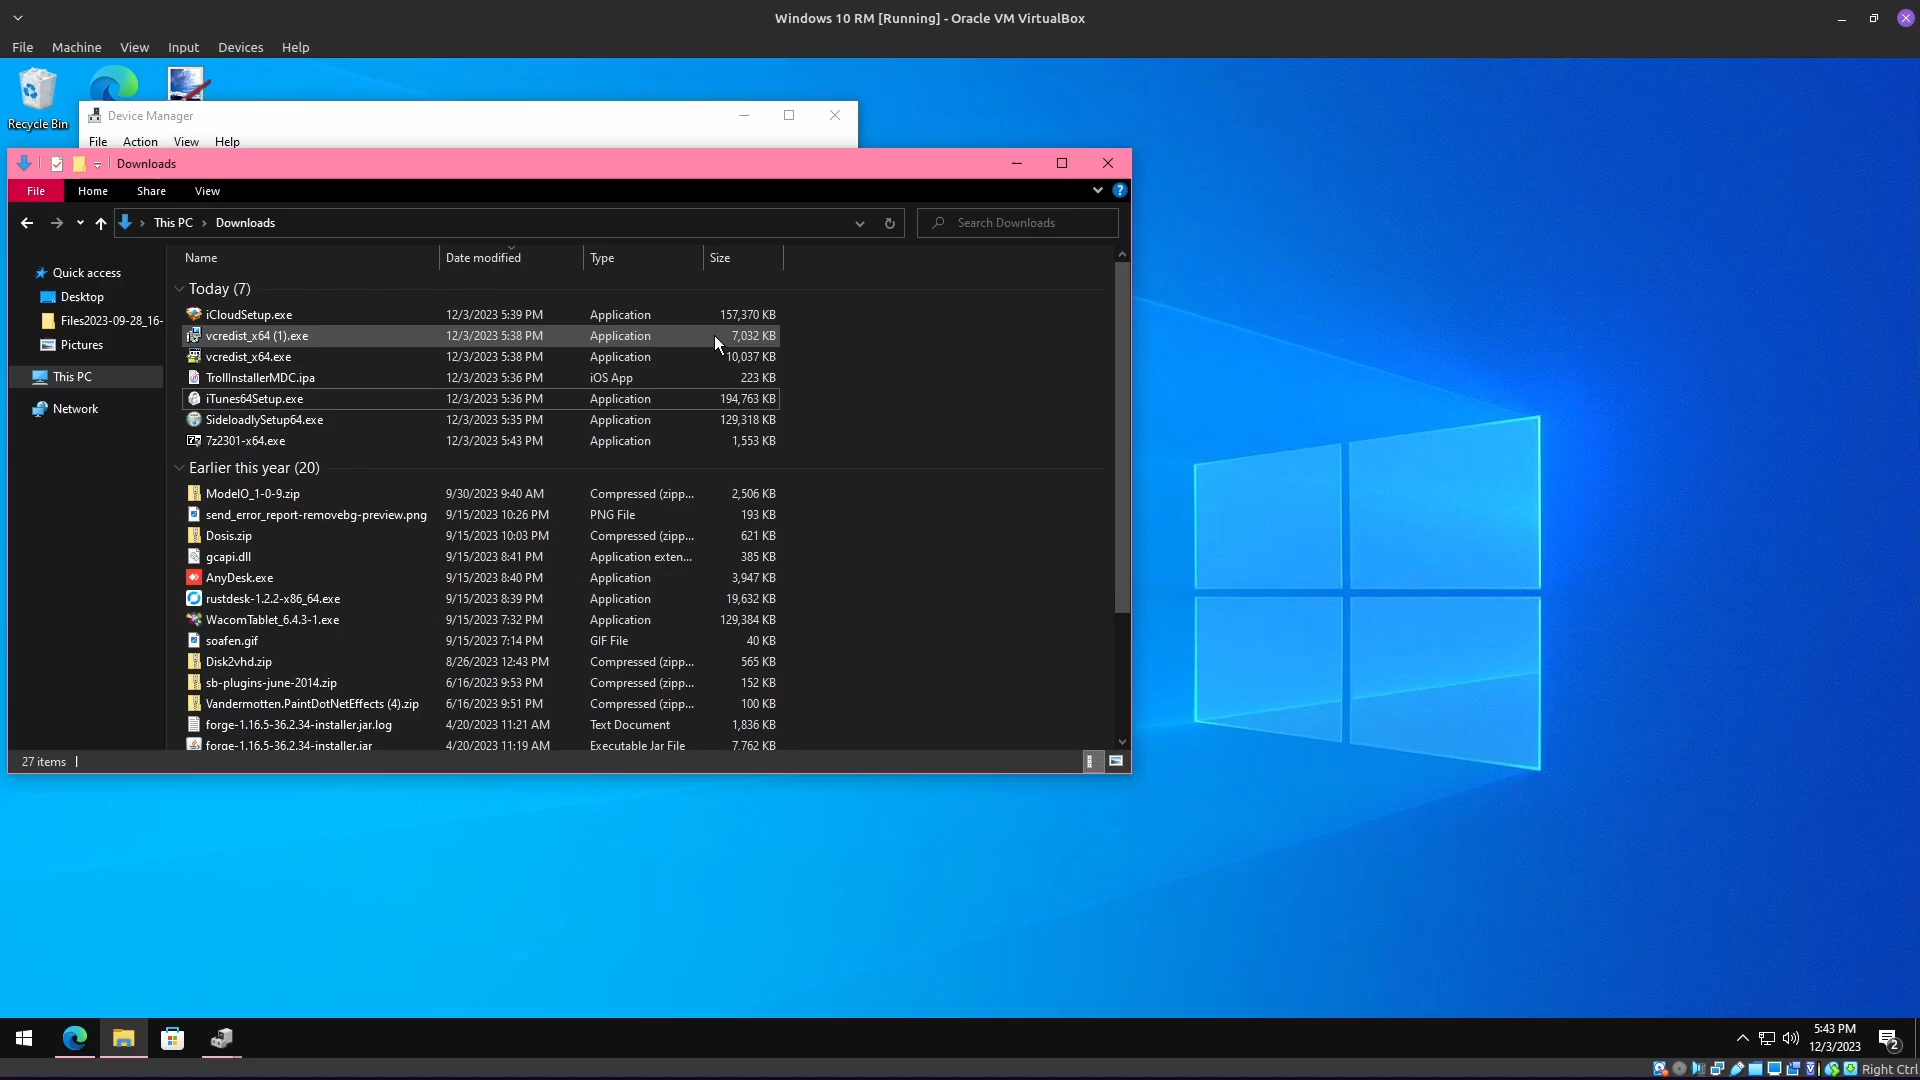 Windows 10 RM [Running] - Oracle VM VirtualBox
File Machine View Input Devices Help
Recycle Bin
Device Manager
File Action View Help
Downloads
File Home Share View
This PC Downloads
Search Downloads
Name Date modified Type Size
Quick access
Desktop
Files2023-09-28_16-
Pictures
This PC
Network
Today (7)
iCloudSetup.exe 12/3/2023 5:39 PM Application 157,370 KB
vcredist_x64 (1).exe 12/3/2023 5:38 PM Application 7,032 KB
vcredist_x64.exe 12/3/2023 5:38 PM Application 10,037 KB
TrollInstallerMDC.ipa 12/3/2023 5:36 PM iOS App 223 KB
iTunes64Setup.exe 12/3/2023 5:36 PM Application 194,763 KB
SideloadlySetup64.exe 12/3/2023 5:35 PM Application 129,318 KB
7z2301-x64.exe 12/3/2023 5:43 PM Application 1,553 KB
Earlier this year (20)
ModelO_1-0-9.zip 9/30/2023 9:40 AM Compressed (zipp... 2,506 KB
send_error_report-removebg-preview.png 9/15/2023 10:26 PM PNG File 193 KB
Dosis.zip 9/15/2023 10:03 PM Compressed (zipp... 621 KB
gcapi.dll 9/15/2023 8:41 PM Application exten... 385 KB
AnyDesk.exe 9/15/2023 8:40 PM Application 3,947 KB
rustdesk-1.2.2-x86_64.exe 9/15/2023 8:39 PM Application 19,632 KB
WacomTablet_6.4.3-1.exe 9/15/2023 7:32 PM Application 129,384 KB
soafen.gif 9/15/2023 7:14 PM GIF File 40 KB
Disk2vhd.zip 8/26/2023 12:43 PM Compressed (zipp... 565 KB
sb-plugins-june-2014.zip 6/16/2023 9:53 PM Compressed (zipp... 152 KB
Vandermotten.PaintDotNetEffects (4).zip 6/16/2023 9:51 PM Compressed (zipp... 100 KB
forge-1.16.5-36.2.34-installer.jar.log 4/20/2023 11:21 AM Text Document 1,836 KB
forge-1.16.5-36.2.34-installer.jar 4/20/2023 11:19 AM Executable Jar File 7,762 KB
27 items
5:43 PM
12/3/2023
2
Right Ctrl